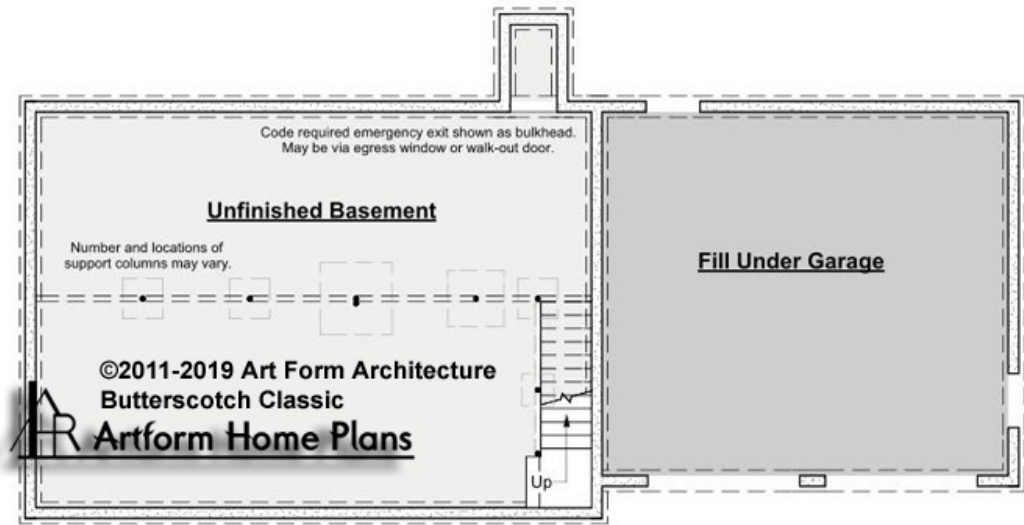 Code required emergency exit shown as bulkhead.
May be via egress window or walk-out door.
Unfinished Basement
Number and locations of
support columns may vary.
Fill Under Garage
©2011-2019 Art Form Architecture
Butterscotch Classic
AR Artform Home Plans
Up